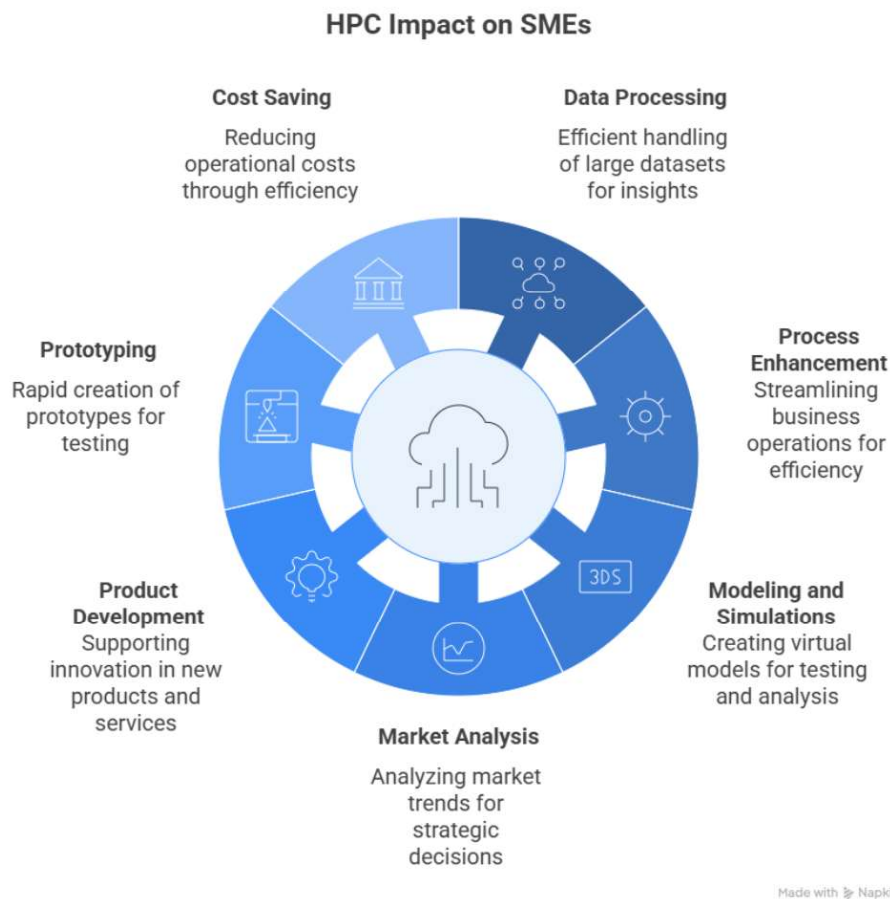 HPC Impact on SMEs
Cost Saving
Reducing
operational costs
through efficiency
Data Processing
Efficient handling
of large datasets
for insights
Process
Enhancement
Streamlining
business
operations for
efficiency
Prototyping
Rapid creation of
prototypes for
testing
3DS
Modeling and
Simulations
Creating virtual
models for testing
and analysis
Product
Development
Supporting
innovation in new
products and
services
Market Analysis
Analyzing market
trends for
strategic
decisions
Made with Napk